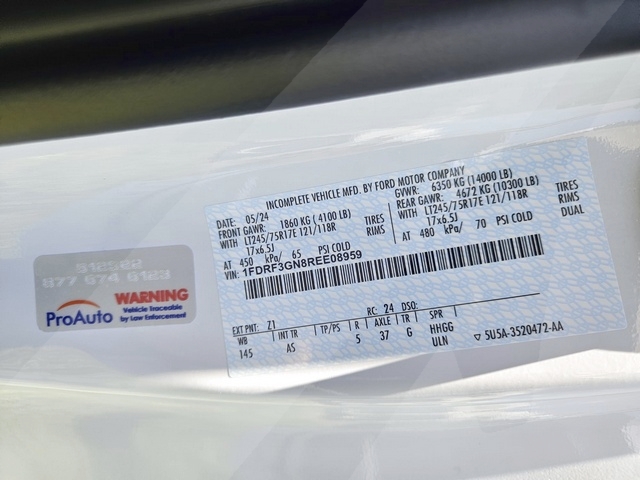 INCOMPLETE VEHICLE MFD. BY FORD MOTOR COMPANY
DATE: 05/24 GVWR: 6350 KG (14000 LB)
FRONT GAWR: 1860 KG (4100 LB) REAR GAWR: 4672 KG (10300 LB)
WITH LT245/75R17E 121/118R TIRES WITH LT245/75R17E 121/118R TIRES
17x6.5J RIMS 17x6.5J RIMS
AT 450 kPa/ 65 PSI COLD AT 480 kPa/ 70 PSI COLD DUAL
VIN: 1FDRF3GN8REE08959
EXT PNT: Z1 RC: 24 DSO:
WB INT TR TP/PS R AXLE TR SPR
145 AS 5 37 G HHGG
ULN ▽ 5U5A-3520472-AA
877 674 6123
ProAuto
WARNING
Vehicle Traceable
by Law Enforcement